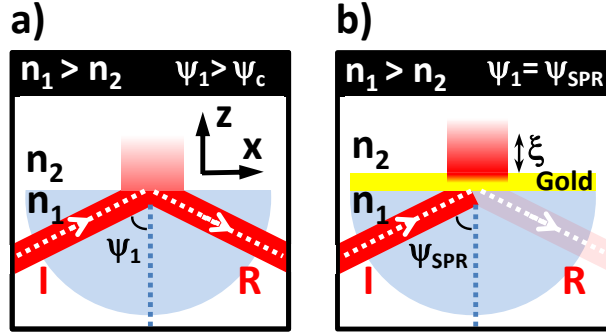 a)
n₁ > n₂ ψ₁ > ψc
z
x
n₂
n₁
ψ₁
I
R
b)
n₁ > n₂ ψ₁ = ψSPR
ξ
n₂
Gold
n₁
ψSPR
I
R